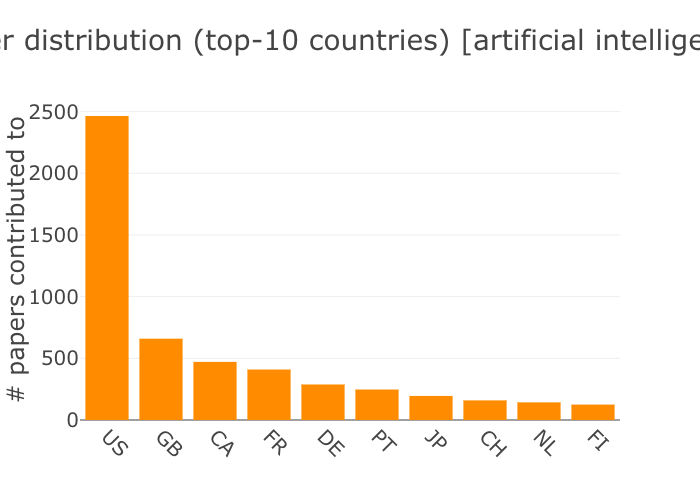 er distribution (top-10 countries) [artificial intellige
# papers contributed to
2500
2000
1500
1000
500
0
US
GB
CA
FR
DE
PT
JP
CH
NL
FI